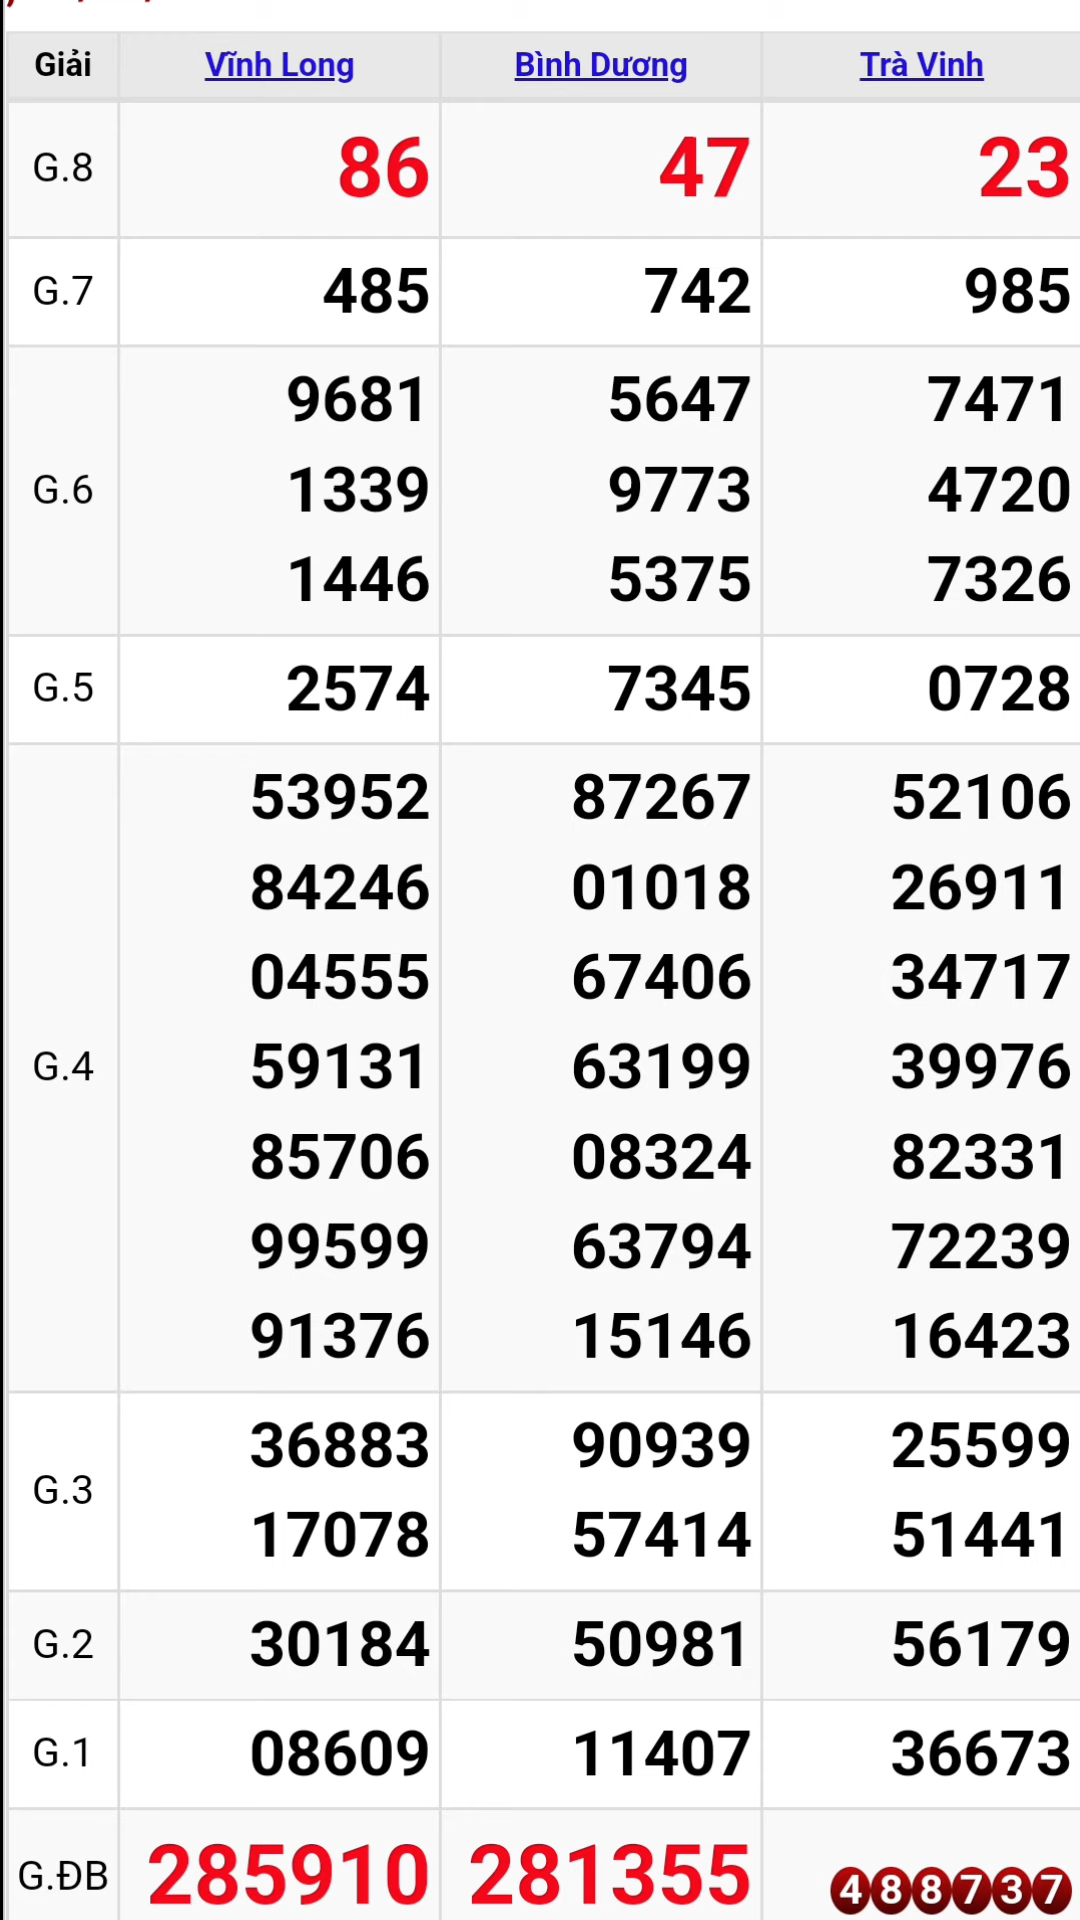 Giải Vĩnh Long Bình Dương Trà Vinh
G.8 86 47 23
G.7 485 742 985
9681 5647 7471
G.6 1339 9773 4720
1446 5375 7326
G.5 2574 7345 0728
53952 87267 52106
84246 01018 26911
04555 67406 34717
G.4 59131 63199 39976
85706 08324 82331
99599 63794 72239
91376 15146 16423
36883 90939 25599
G.3
17078 57414 51441
G.2 30184 50981 56179
G.1 08609 11407 36673
G.ĐB 285910 281355 488737